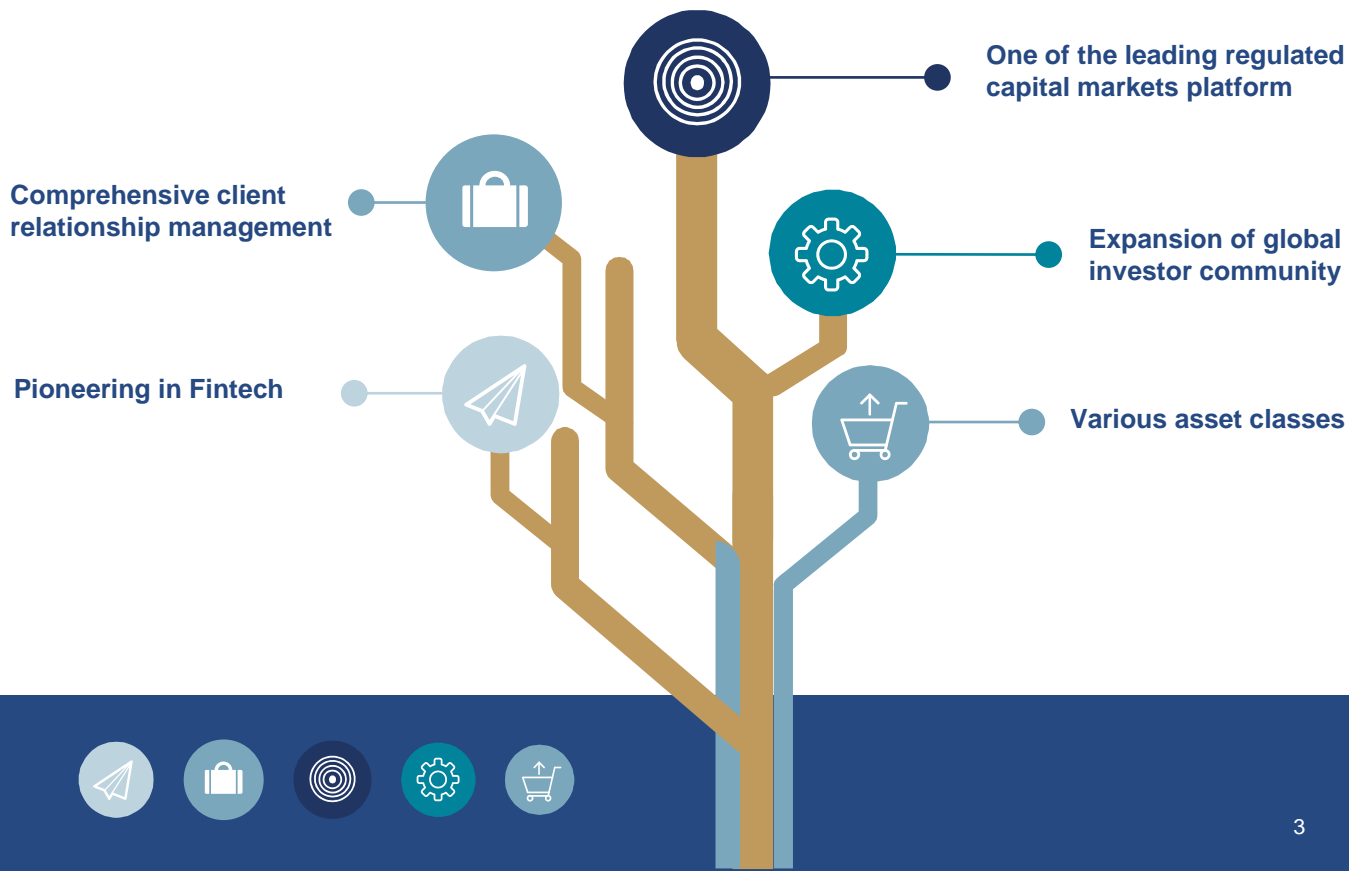 One of the leading regulated
capital markets platform
Comprehensive client
relationship management
Expansion of global
investor community
Pioneering in Fintech
Various asset classes
3